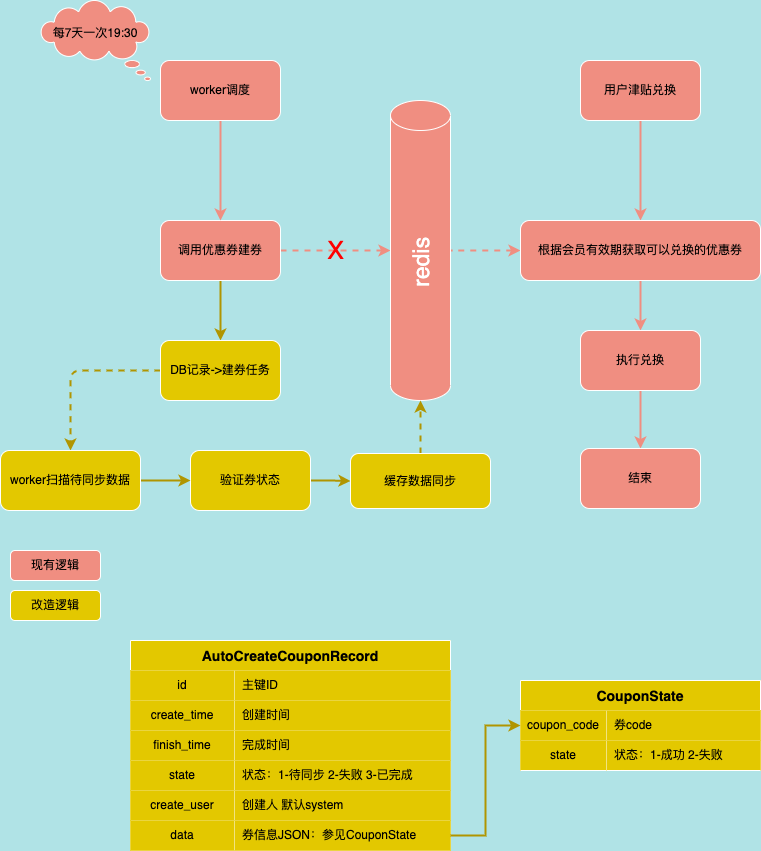 每7天一次19:30
worker调度
用户津贴兑换
调用优惠券建券
X
redis
根据会员有效期获取可以兑换的优惠券
DB记录->建券任务
执行兑换
worker扫描待同步数据
验证券状态
缓存数据同步
结束
现有逻辑
改造逻辑
AutoCreateCouponRecord
id 主键ID
create_time 创建时间
finish_time 完成时间
state 状态：1-待同步 2-失败 3-已完成
create_user 创建人 默认system
data 券信息JSON：参见CouponState
CouponState
coupon_code 券code
state 状态：1-成功 2-失败